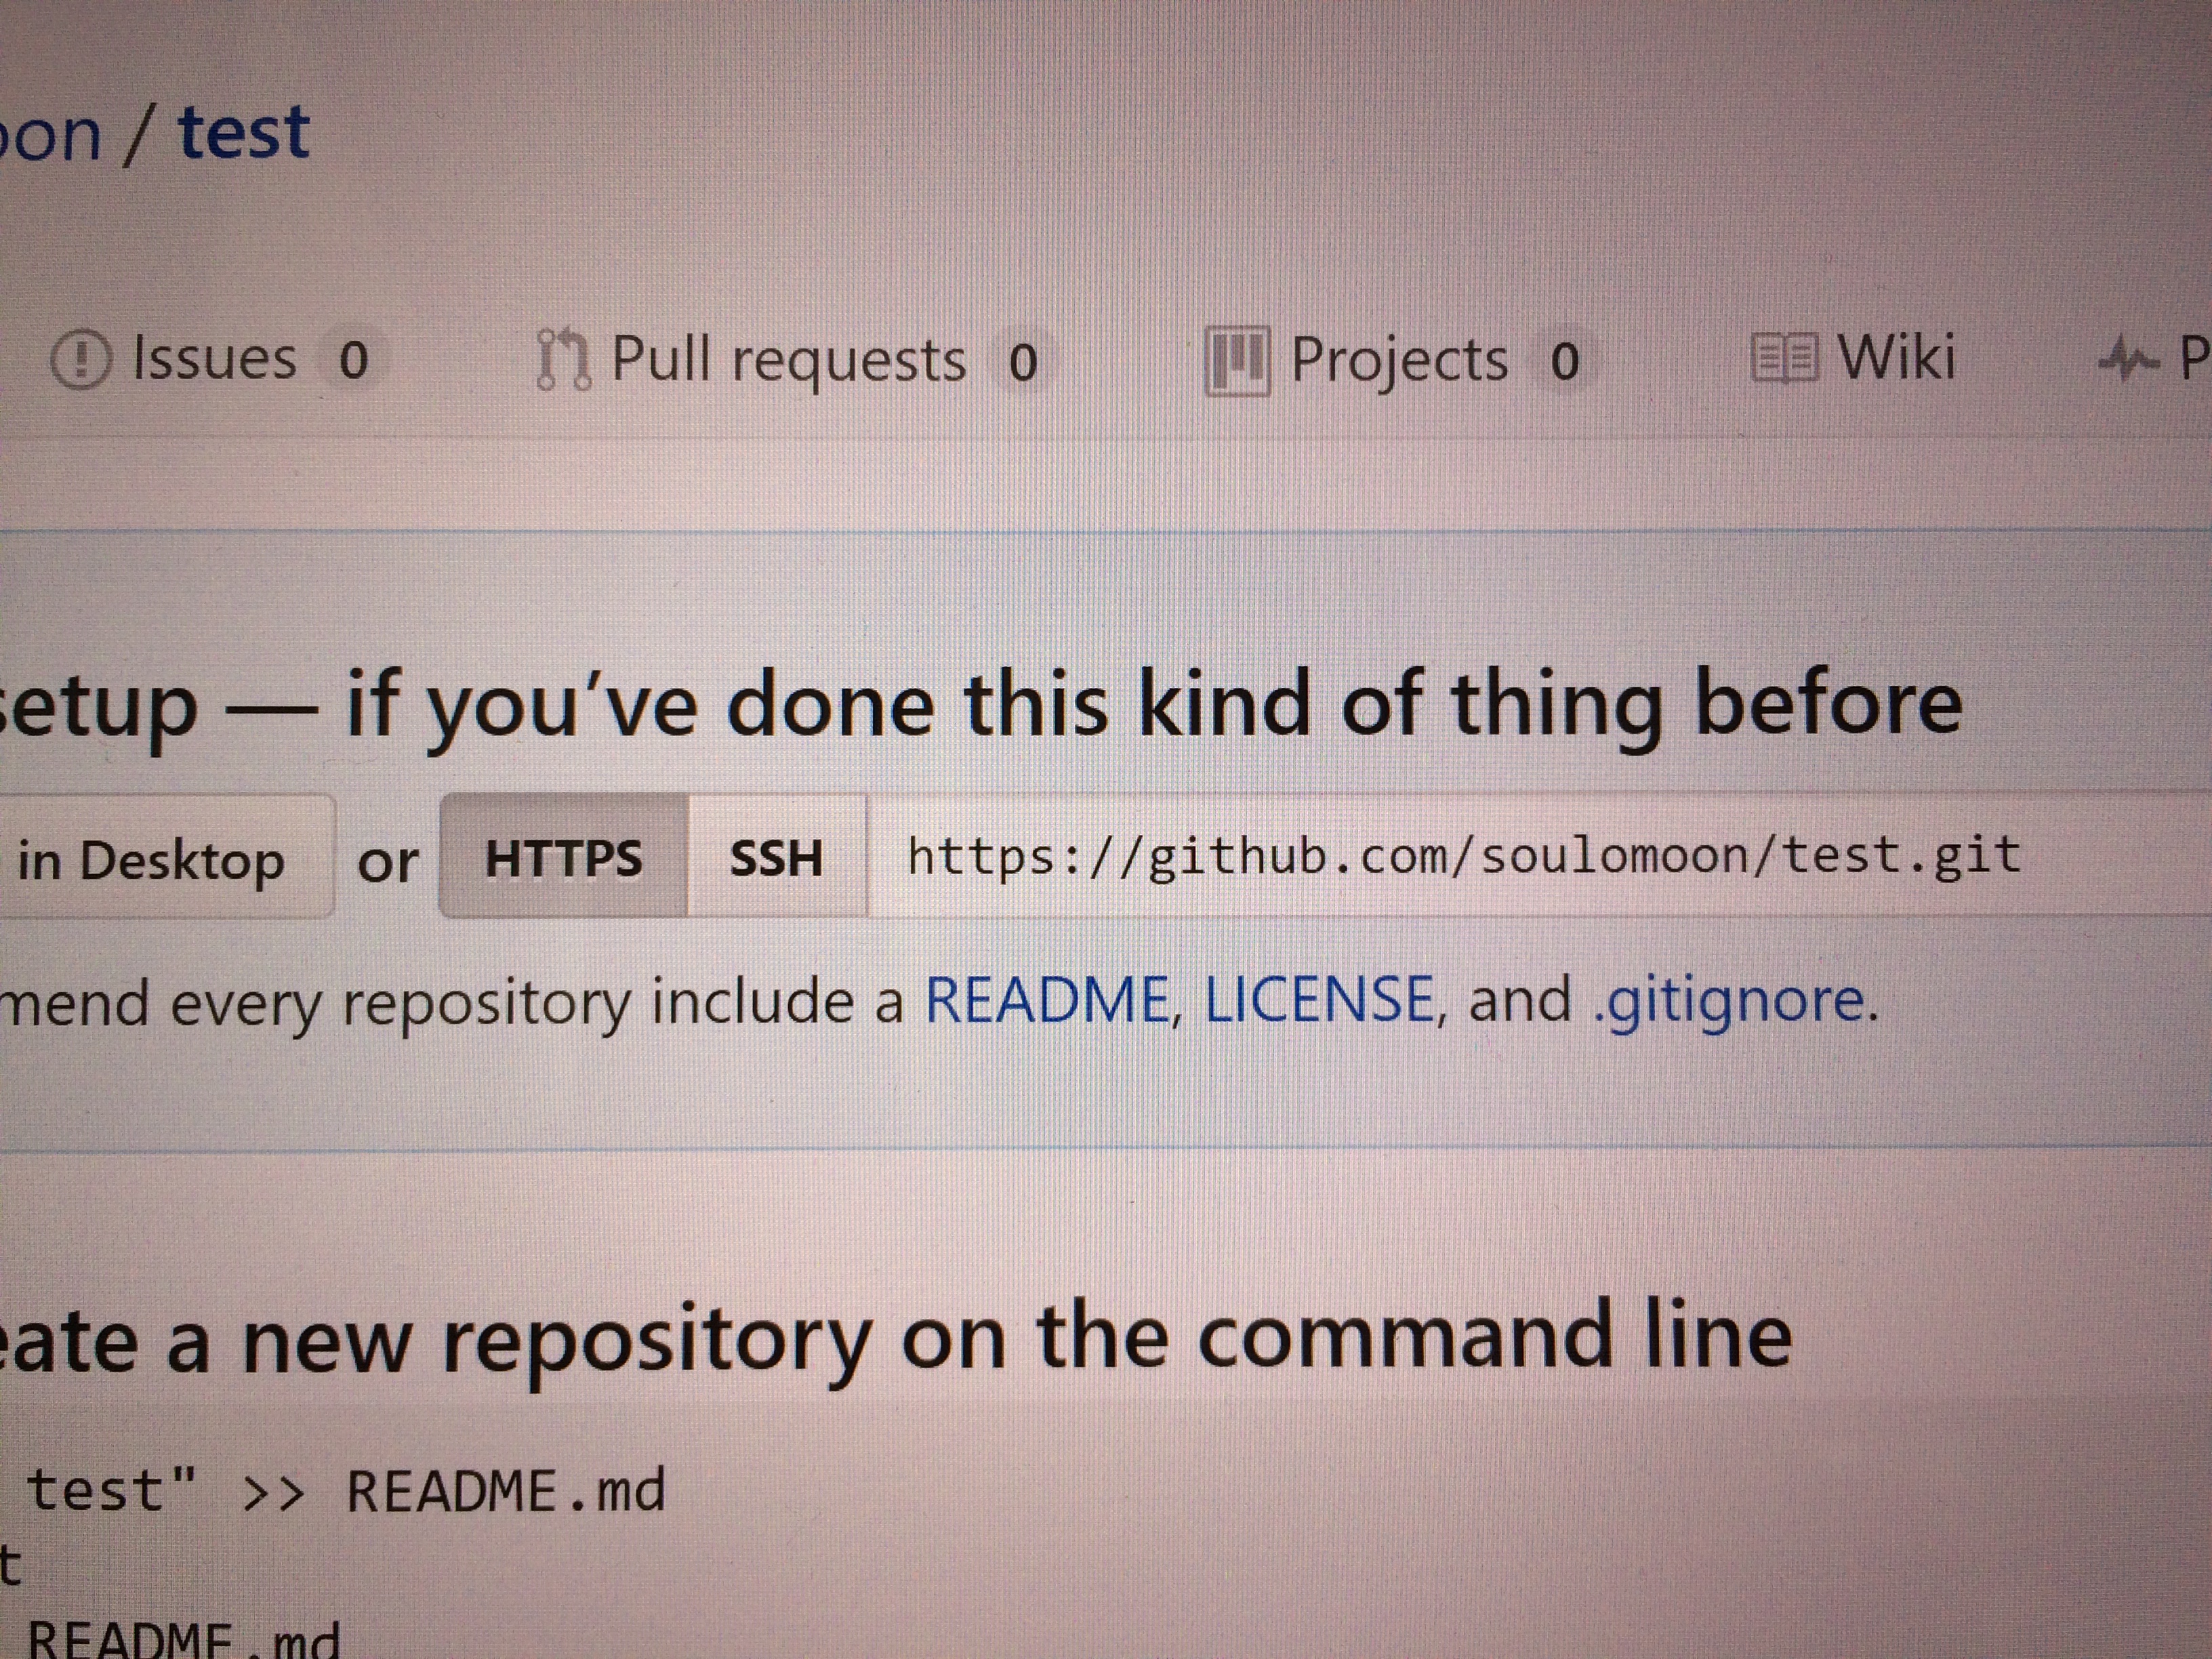 oon / test
Issues 0 Pull requests 0 Projects 0 Wiki P
setup — if you've done this kind of thing before
in Desktop or HTTPS SSH https://github.com/soulomoon/test.git
mend every repository include a README, LICENSE, and .gitignore.
eate a new repository on the command line
test" >> README.md
t
README.md